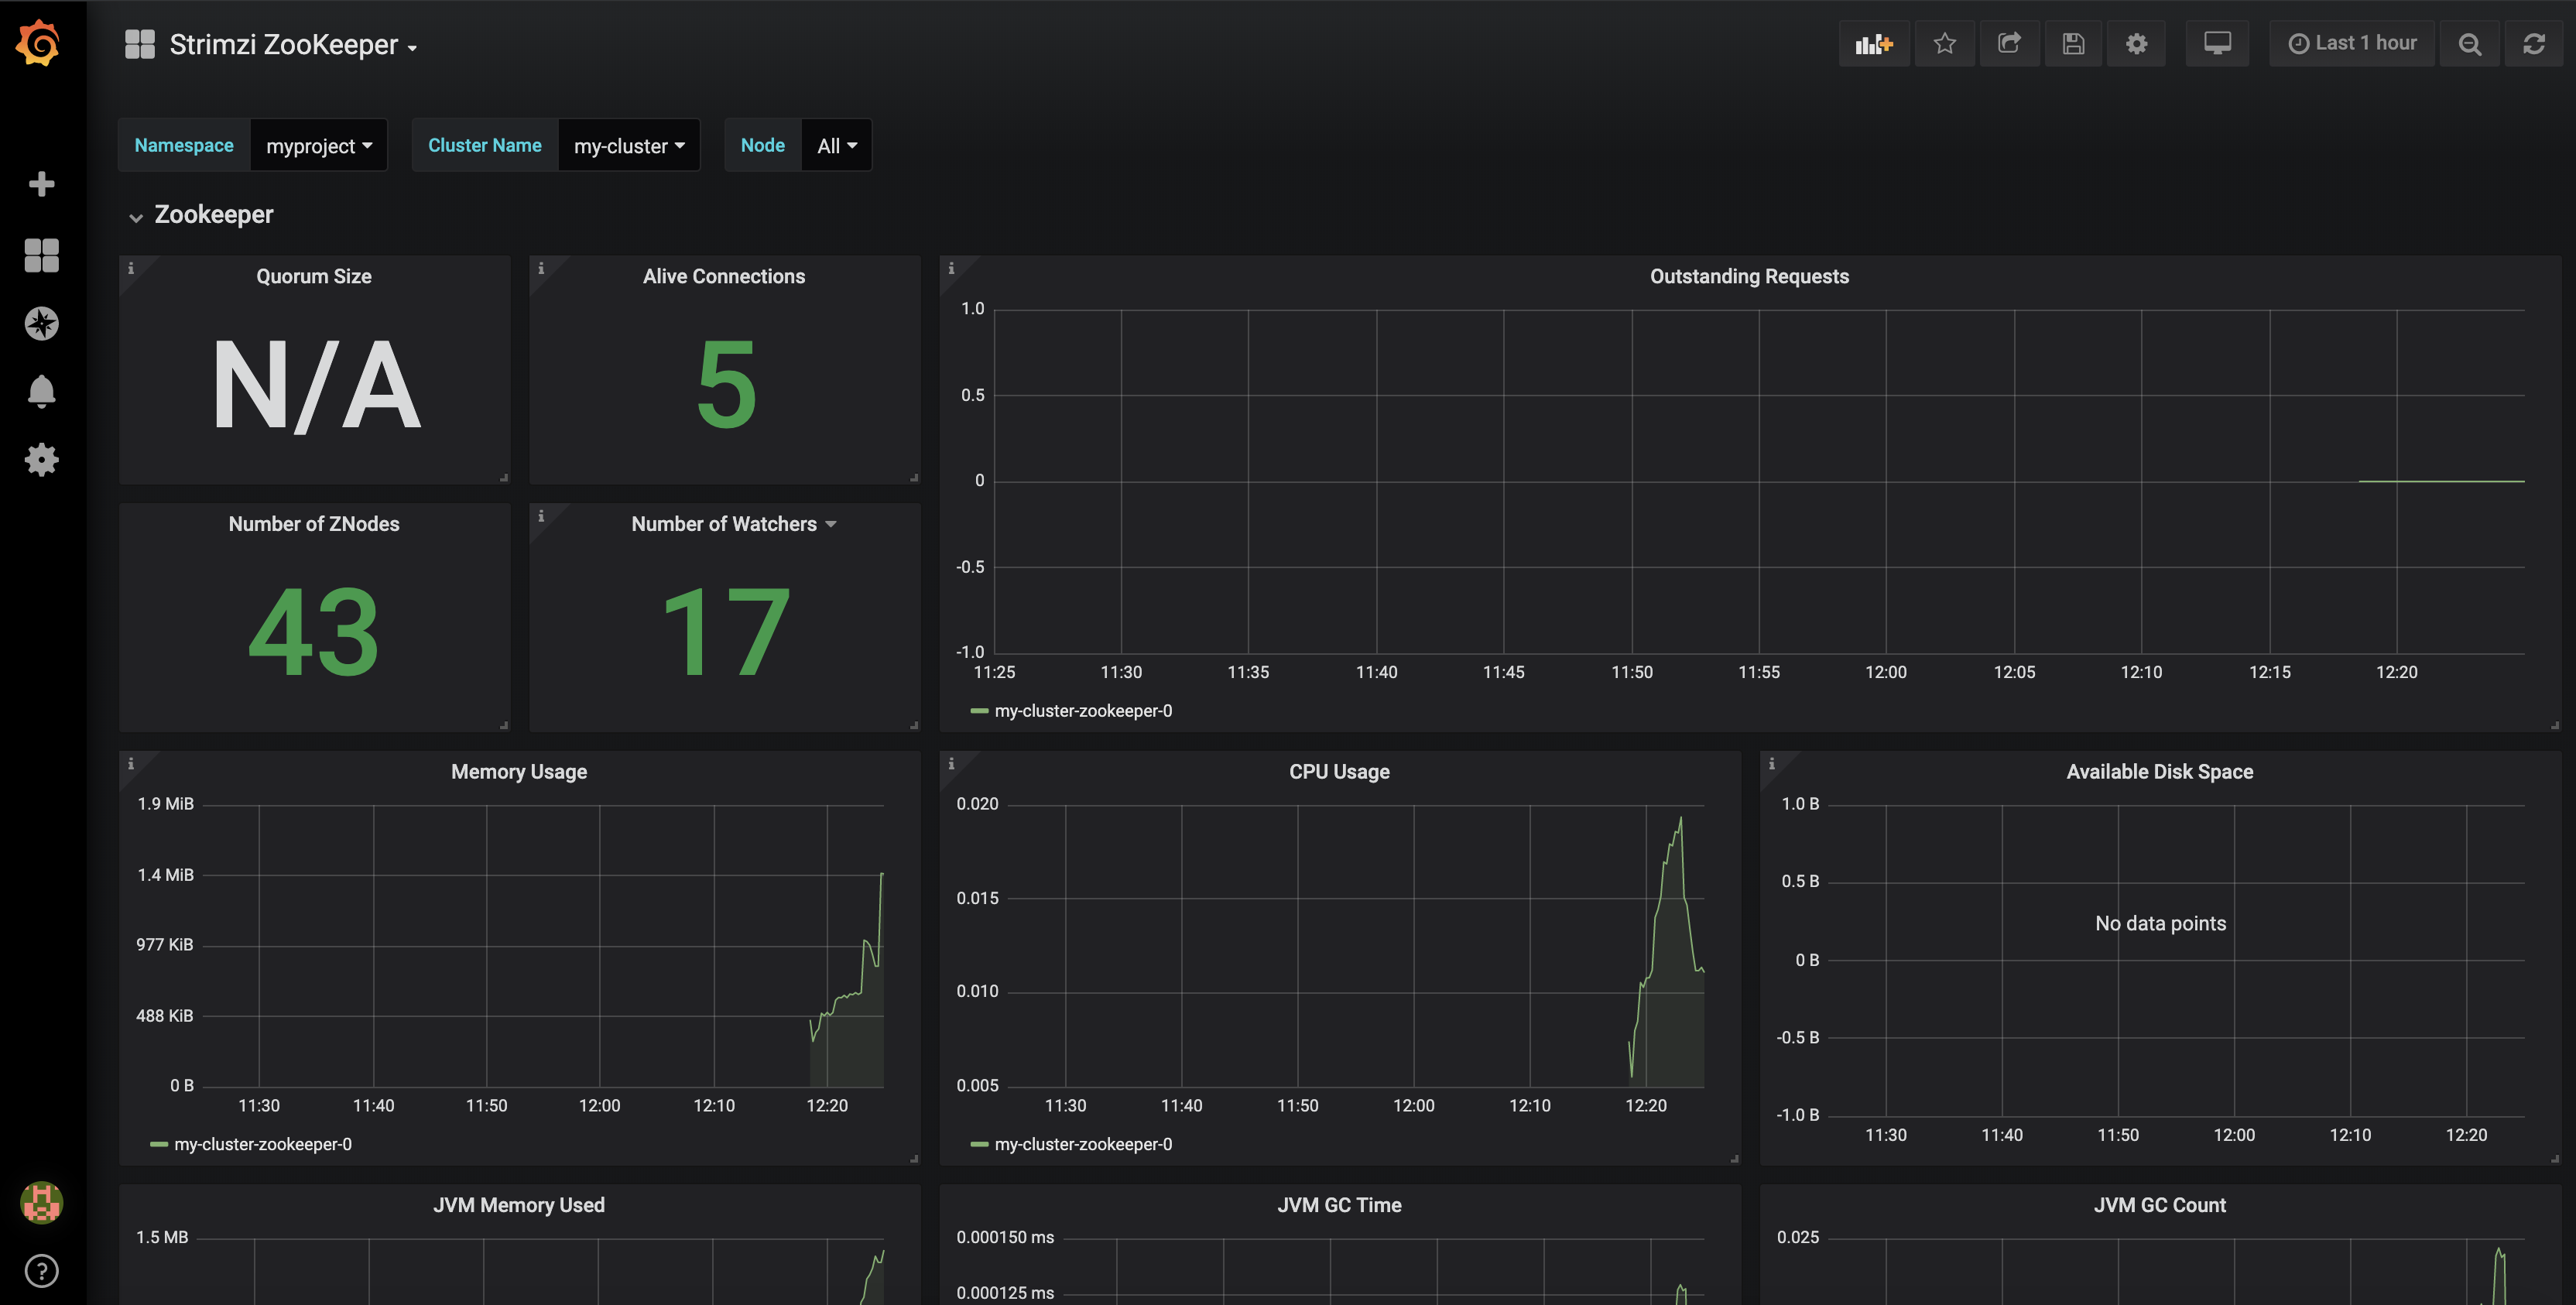 Strimzi ZooKeeper
Last 1 hour
Namespace myproject Cluster Name my-cluster Node All
Zookeeper
Quorum Size
N/A
Alive Connections
5
Outstanding Requests
1.0
0.5
0
-0.5
-1.0
11:25 11:30 11:35 11:40 11:45 11:50 11:55 12:00 12:05 12:10 12:15 12:20
my-cluster-zookeeper-0
Number of ZNodes
43
Number of Watchers
17
Memory Usage
1.9 MiB
1.4 MiB
977 KiB
488 KiB
0 B
11:30 11:40 11:50 12:00 12:10 12:20
my-cluster-zookeeper-0
CPU Usage
0.020
0.015
0.010
0.005
11:30 11:40 11:50 12:00 12:10 12:20
my-cluster-zookeeper-0
Available Disk Space
1.0 B
0.5 B
No data points
0 B
-0.5 B
-1.0 B
11:30 11:40 11:50 12:00 12:10 12:20
JVM Memory Used
1.5 MB
JVM GC Time
0.000150 ms
0.000125 ms
JVM GC Count
0.025